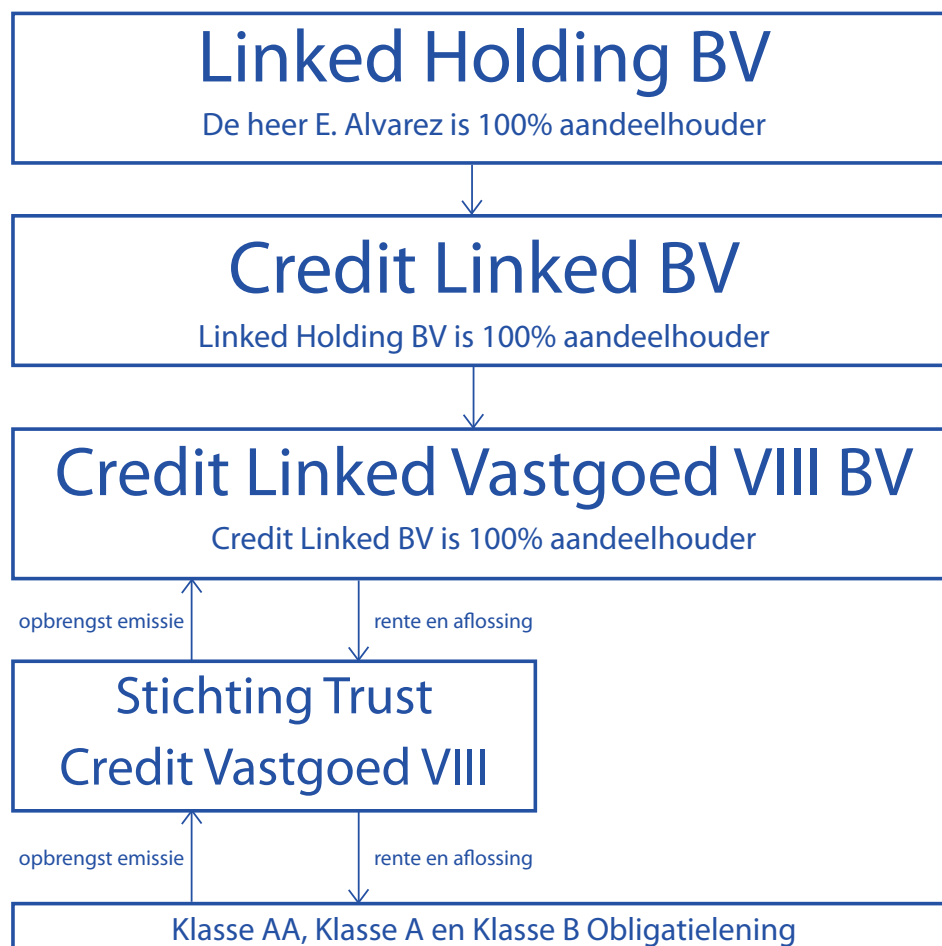 Linked Holding BV
De heer E. Alvarez is 100% aandeelhouder
Credit Linked BV
Linked Holding BV is 100% aandeelhouder
Credit Linked Vastgoed VIII BV
Credit Linked BV is 100% aandeelhouder
opbrengst emissie
rente en aflossing
Stichting Trust
Credit Vastgoed VIII
opbrengst emissie
rente en aflossing
Klasse AA, Klasse A en Klasse B Obligatielening